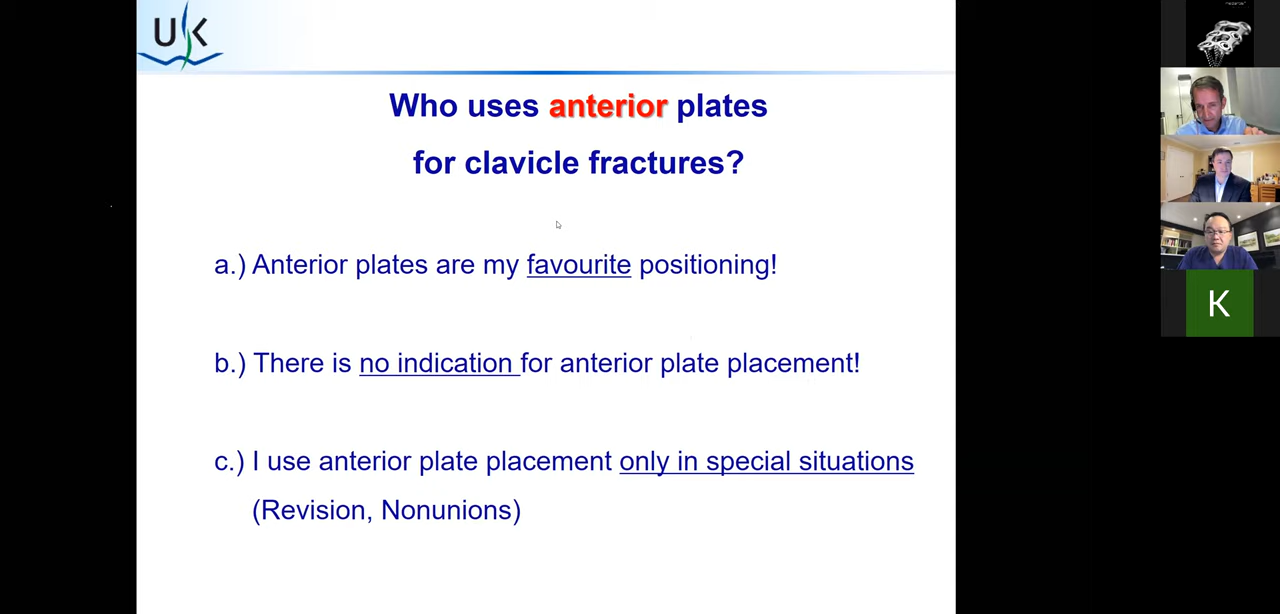 UK
Who uses anterior plates
for clavicle fractures?
a.) Anterior plates are my favourite positioning!
b.) There is no indication for anterior plate placement!
c.) I use anterior plate placement only in special situations
(Revision, Nonunions)
K